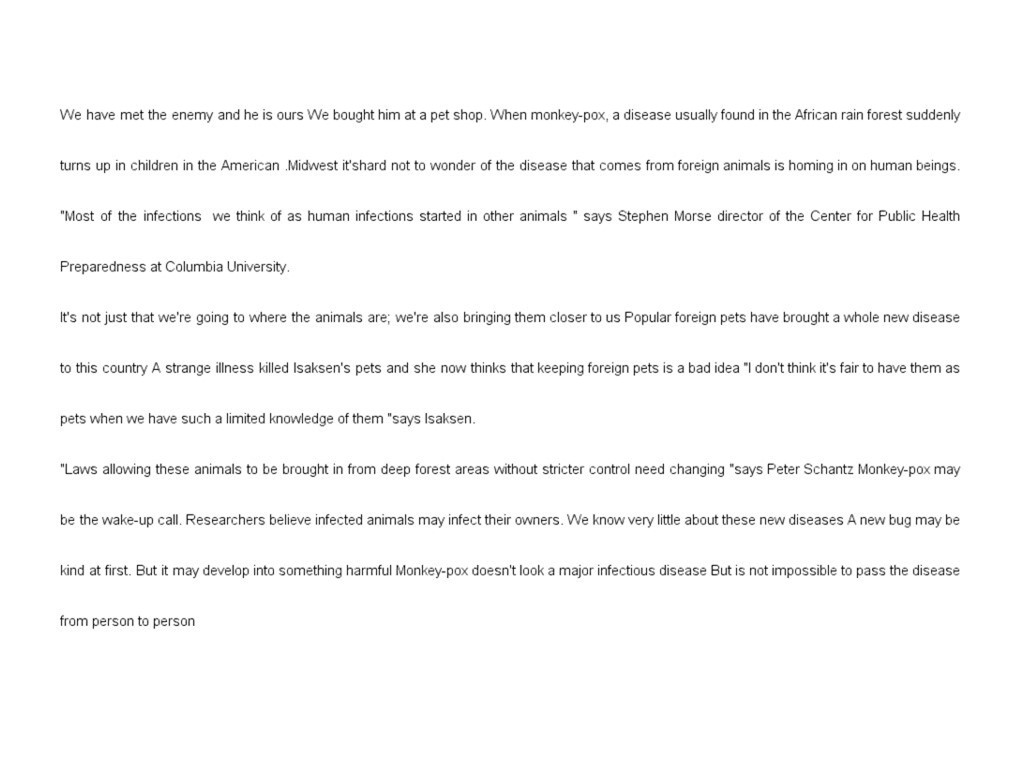 We have met the enemy and he is ours We bought him at a pet shop. When monkey-pox, a disease usually found in the African rain forest suddenly
turns up in children in the American .Midwest it'shard not to wonder of the disease that comes from foreign animals is homing in on human beings.
"Most of the infections  we think of as human infections started in other animals " says Stephen Morse director of the Center for Public Health
Preparedness at Columbia University.
It's not just that we're going to where the animals are; we're also bringing them closer to us Popular foreign pets have brought a whole new disease
to this country A strange illness killed Isaksen's pets and she now thinks that keeping foreign pets is a bad idea "I don't think it's fair to have them as
pets when we have such a limited knowledge of them "says Isaksen.
"Laws allowing these animals to be brought in from deep forest areas without stricter control need changing "says Peter Schantz Monkey-pox may
be the wake-up call. Researchers believe infected animals may infect their owners. We know very little about these new diseases A new bug may be
kind at first. But it may develop into something harmful Monkey-pox doesn't look a major infectious disease But is not impossible to pass the disease
from person to person